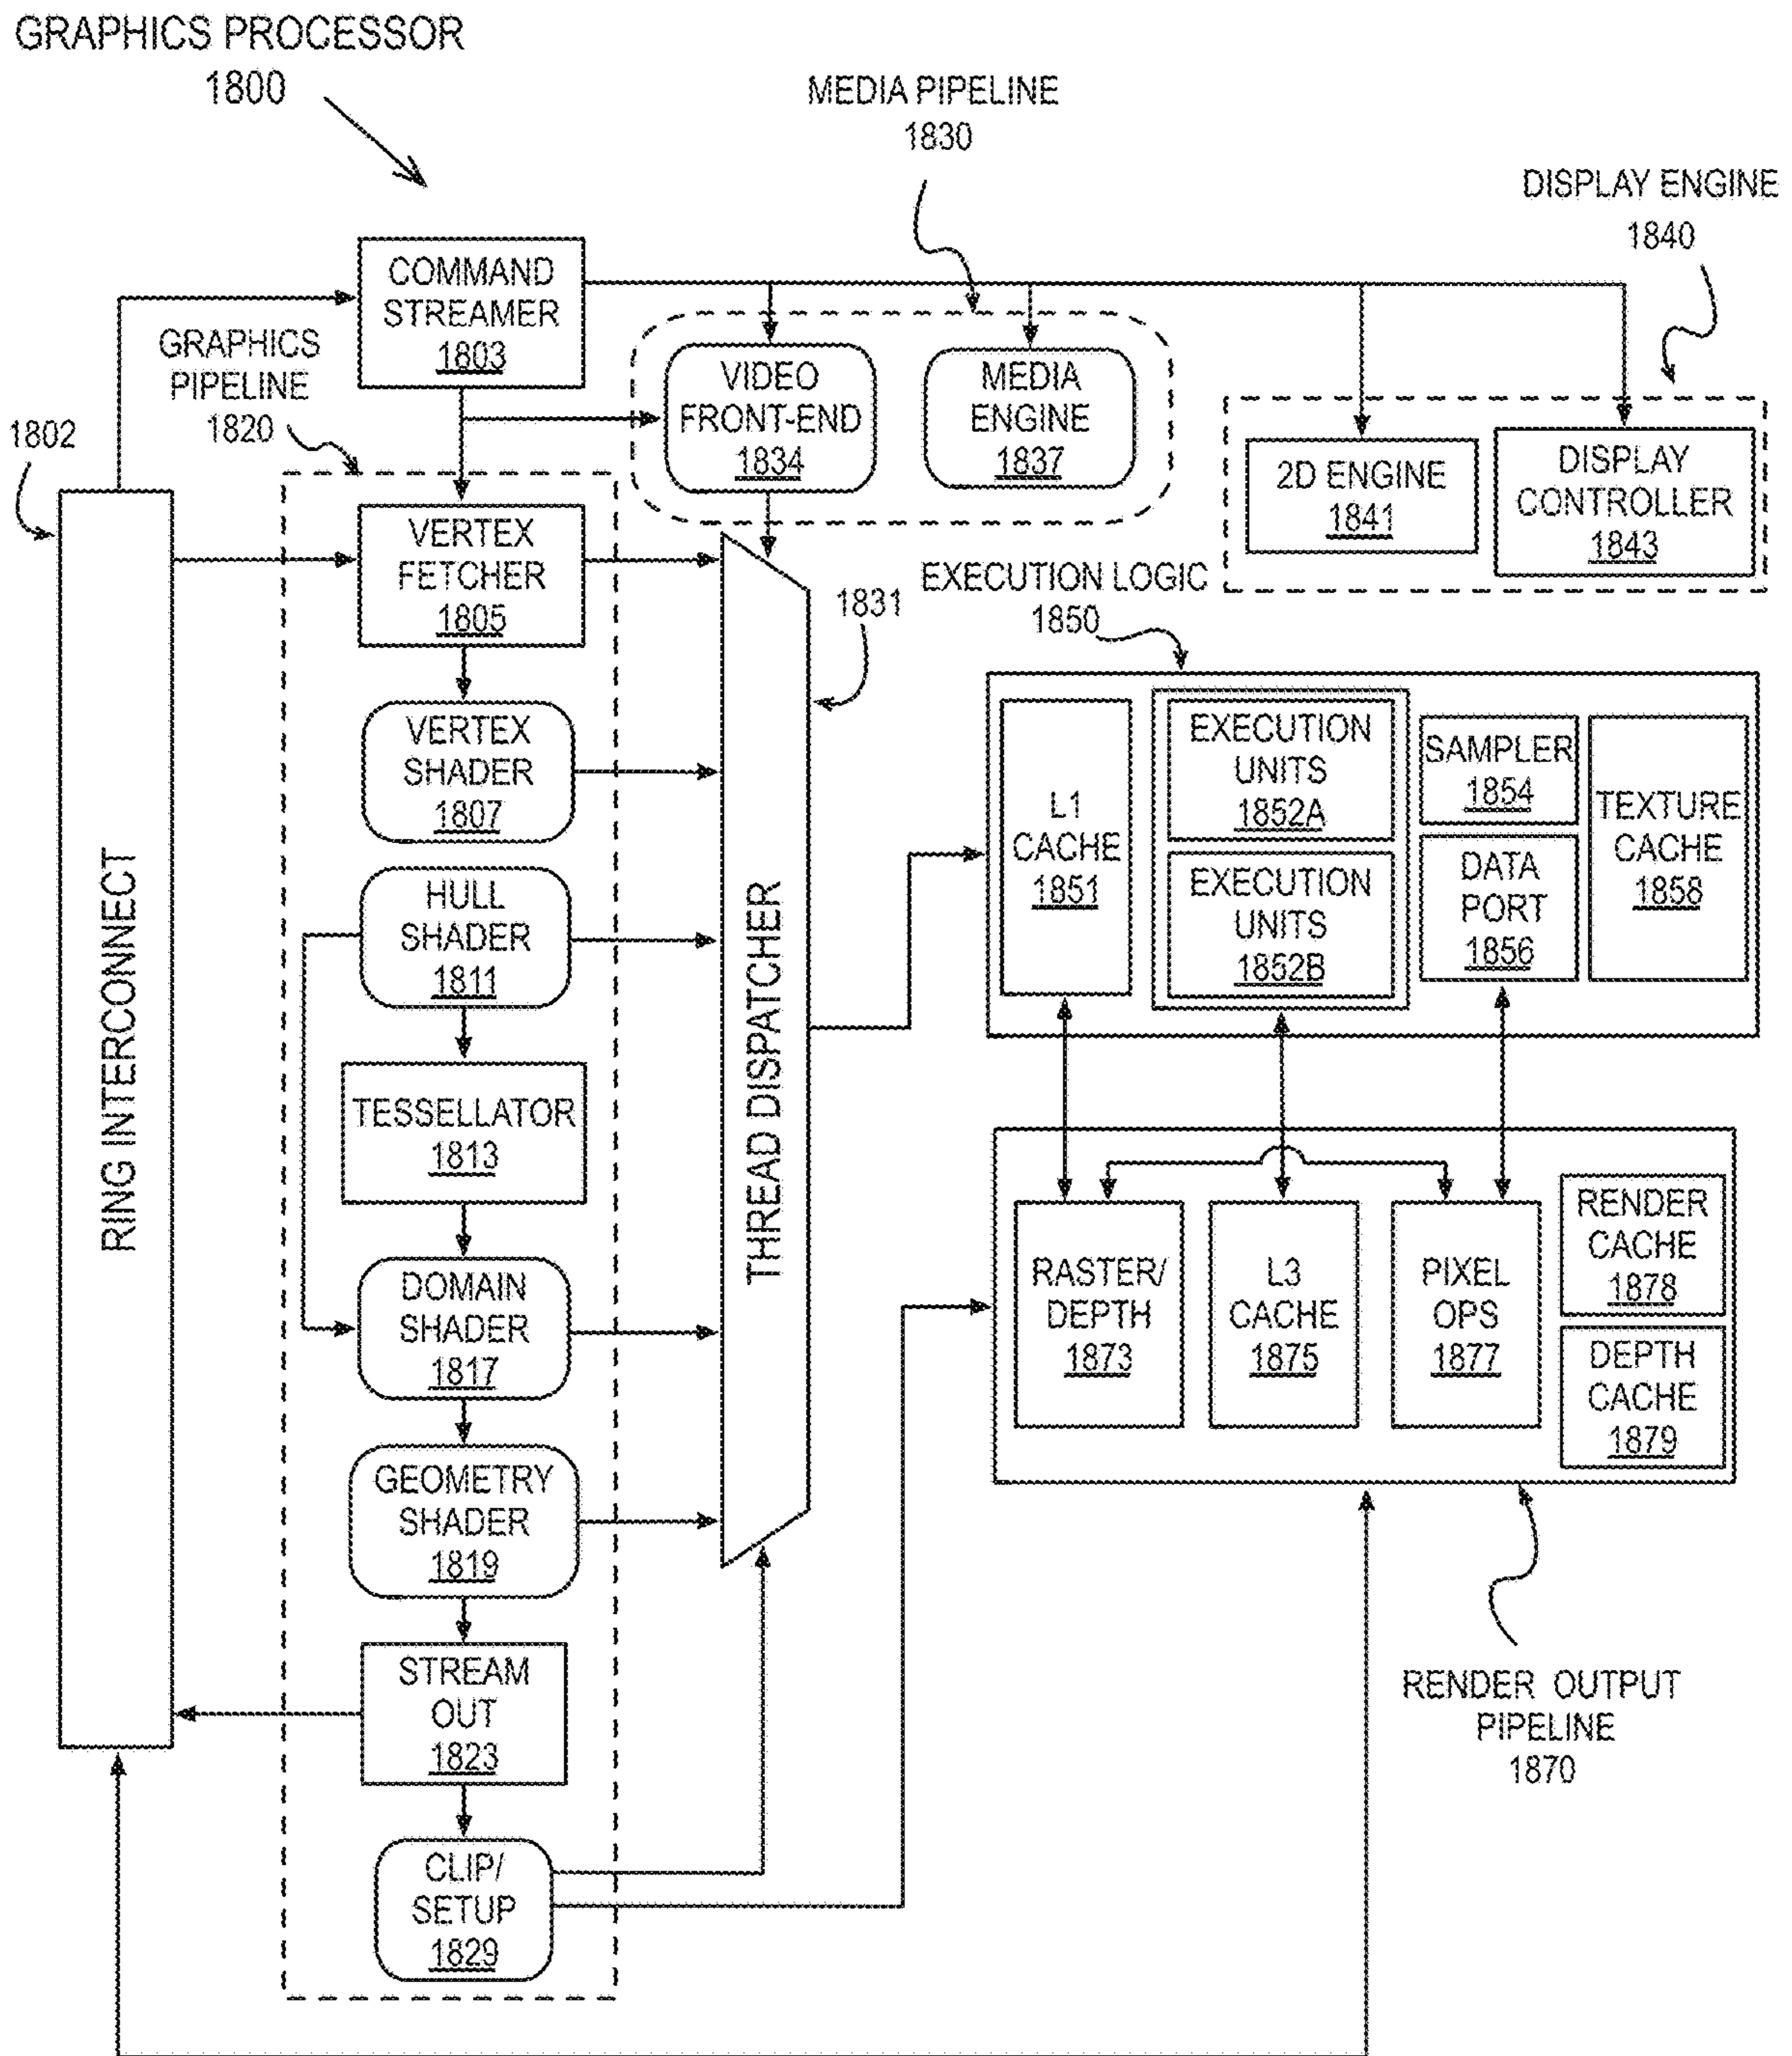 GRAPHICS PROCESSOR
1800
MEDIA PIPELINE
1830
DISPLAY ENGINE
1840
COMMAND
STREAMER
1803
GRAPHICS
PIPELINE
1820
1802
VIDEO
FRONT-END
1834
MEDIA
ENGINE
1837
2D ENGINE
1841
DISPLAY
CONTROLLER
1843
RING INTERCONNECT
VERTEX
FETCHER
1805
VERTEX
SHADER
1807
HULL
SHADER
1811
TESSELLATOR
1813
DOMAIN
SHADER
1817
GEOMETRY
SHADER
1819
STREAM
OUT
1823
CLIP/
SETUP
1829
THREAD DISPATCHER
1831
EXECUTION LOGIC
1850
L1
CACHE
1851
EXECUTION
UNITS
1852A
EXECUTION
UNITS
1852B
SAMPLER
1854
DATA
PORT
1856
TEXTURE
CACHE
1858
RASTER/
DEPTH
1873
L3
CACHE
1875
PIXEL
OPS
1877
RENDER
CACHE
1878
DEPTH
CACHE
1879
RENDER OUTPUT
PIPELINE
1870